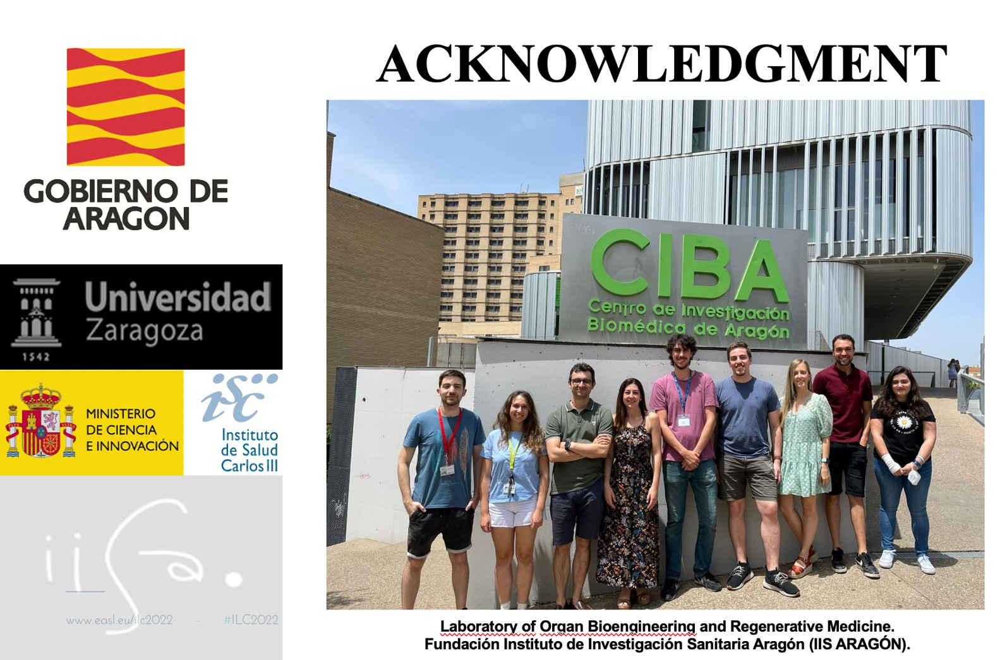 ACKNOWLEDGMENT
GOBIERNO DE
ARAGON
Universidad
Zaragoza
1542
PLVS VLTRA
MINISTERIO
DE CIENCIA
E INNOVACIÓN
isc
Instituto
de Salud
Carlos III
iiSa.
www.easl.eu/ilc2022 - #ILC2022
CIBA
Centro de Investigación
Biomédica de Aragón
Laboratory of Organ Bioengineering and Regenerative Medicine.
Fundación Instituto de Investigación Sanitaria Aragón (IIS ARAGÓN).